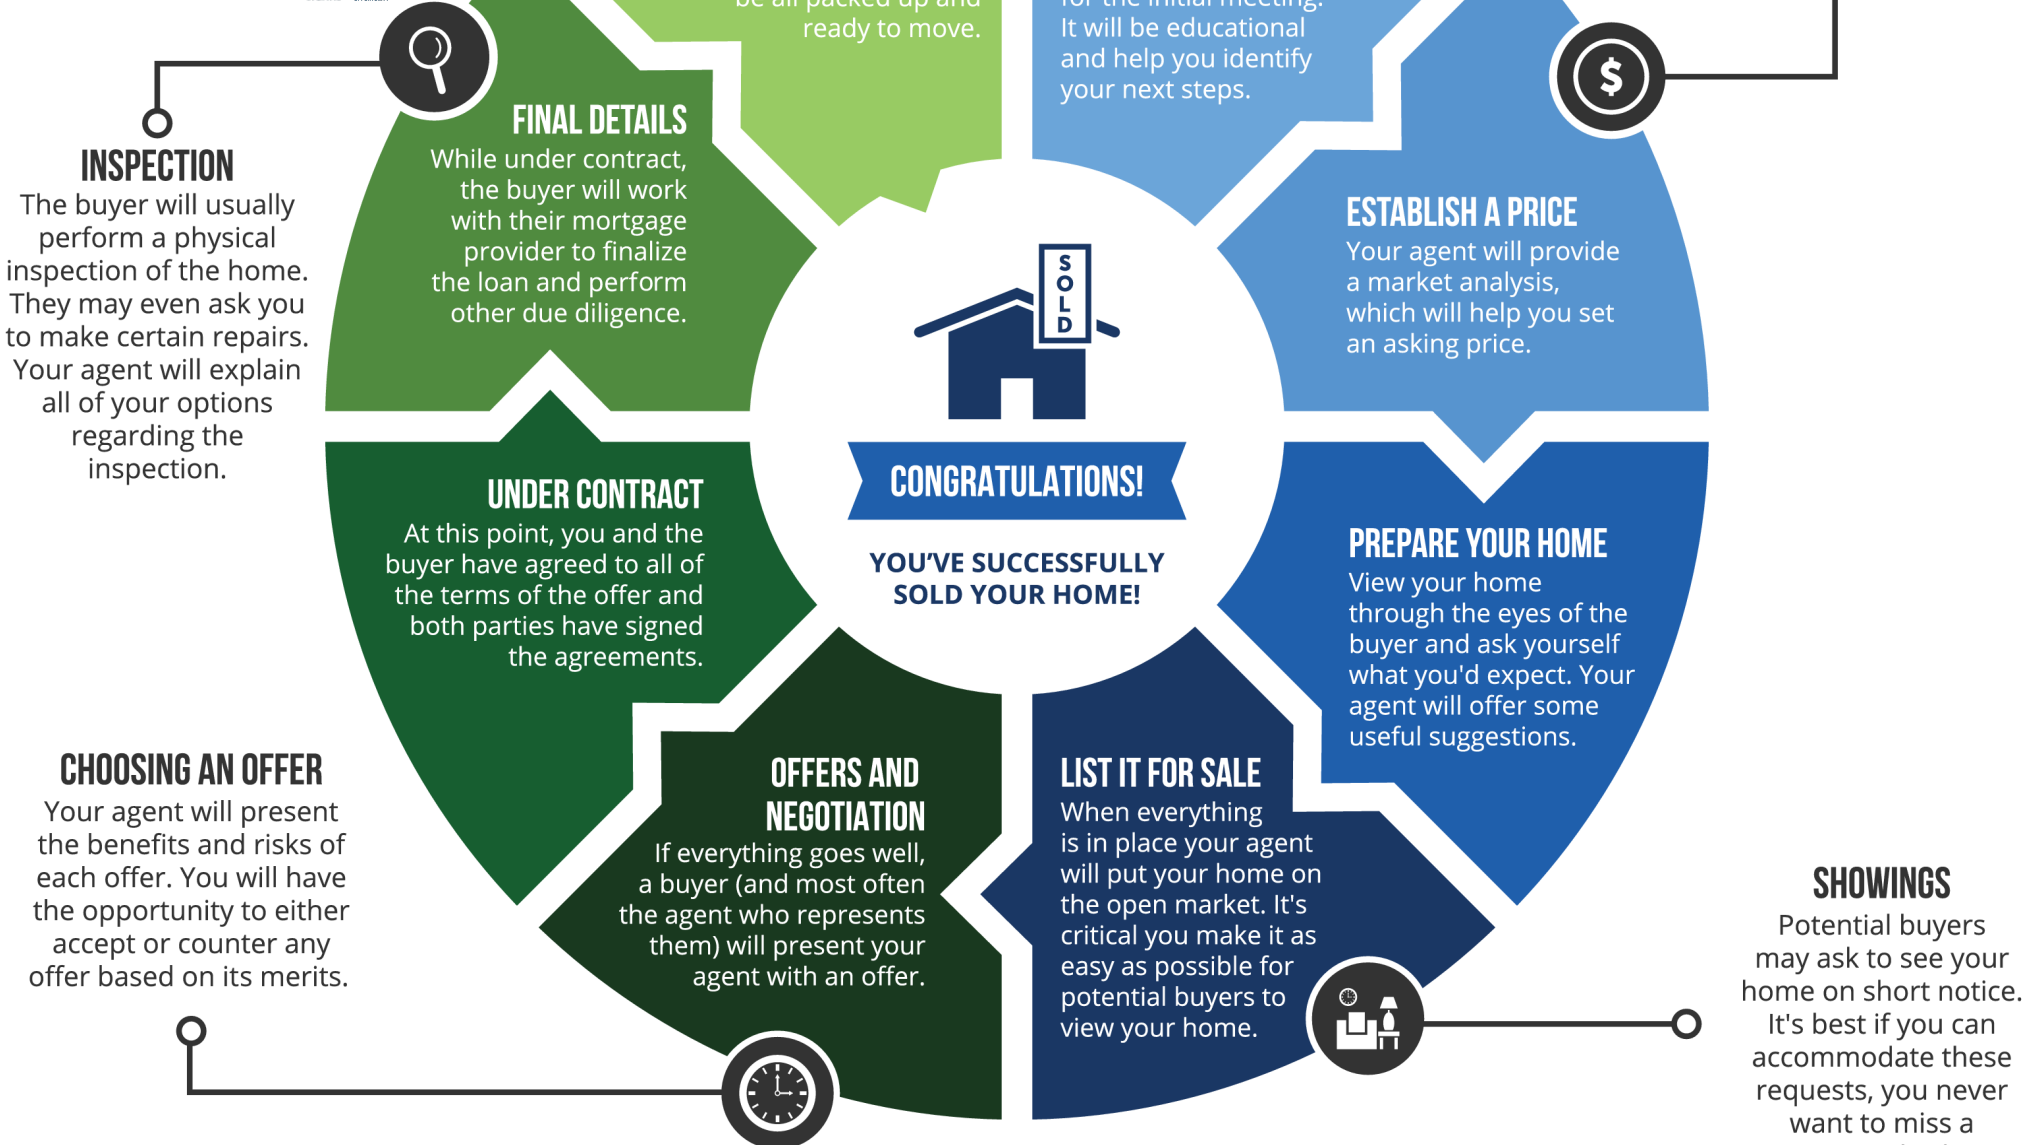 be all packed up and
ready to move.
for the initial meeting.
It will be educational
and help you identify
your next steps.
FINAL DETAILS
While under contract,
the buyer will work
with their mortgage
provider to finalize
the loan and perform
other due diligence.
INSPECTION
The buyer will usually
perform a physical
inspection of the home.
They may even ask you
to make certain repairs.
Your agent will explain
all of your options
regarding the
inspection.
ESTABLISH A PRICE
Your agent will provide
a market analysis,
which will help you set
an asking price.
SOLD
CONGRATULATIONS!
YOU'VE SUCCESSFULLY
SOLD YOUR HOME!
UNDER CONTRACT
At this point, you and the
buyer have agreed to all of
the terms of the offer and
both parties have signed
the agreements.
PREPARE YOUR HOME
View your home
through the eyes of the
buyer and ask yourself
what you'd expect. Your
agent will offer some
useful suggestions.
CHOOSING AN OFFER
Your agent will present
the benefits and risks of
each offer. You will have
the opportunity to either
accept or counter any
offer based on its merits.
OFFERS AND
NEGOTIATION
If everything goes well,
a buyer (and most often
the agent who represents
them) will present your
agent with an offer.
LIST IT FOR SALE
When everything
is in place your agent
will put your home on
the open market. It's
critical you make it as
easy as possible for
potential buyers to
view your home.
SHOWINGS
Potential buyers
may ask to see your
home on short notice.
It's best if you can
accommodate these
requests, you never
want to miss a
$